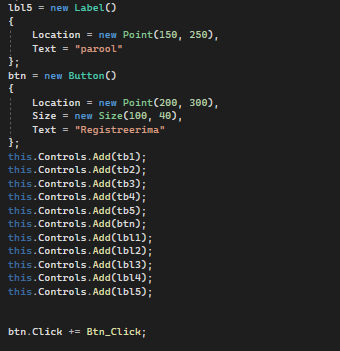 lbl5 = new Label()
{
    Location = new Point(150, 250),
    Text = "parool"
};
btn = new Button()
{
    Location = new Point(200, 300),
    Size = new Size(100, 40),
    Text = "Registreerima"
};
this.Controls.Add(tb1);
this.Controls.Add(tb2);
this.Controls.Add(tb3);
this.Controls.Add(tb4);
this.Controls.Add(tb5);
this.Controls.Add(btn);
this.Controls.Add(lbl1);
this.Controls.Add(lbl2);
this.Controls.Add(lbl3);
this.Controls.Add(lbl4);
this.Controls.Add(lbl5);
btn.Click += Btn_Click;